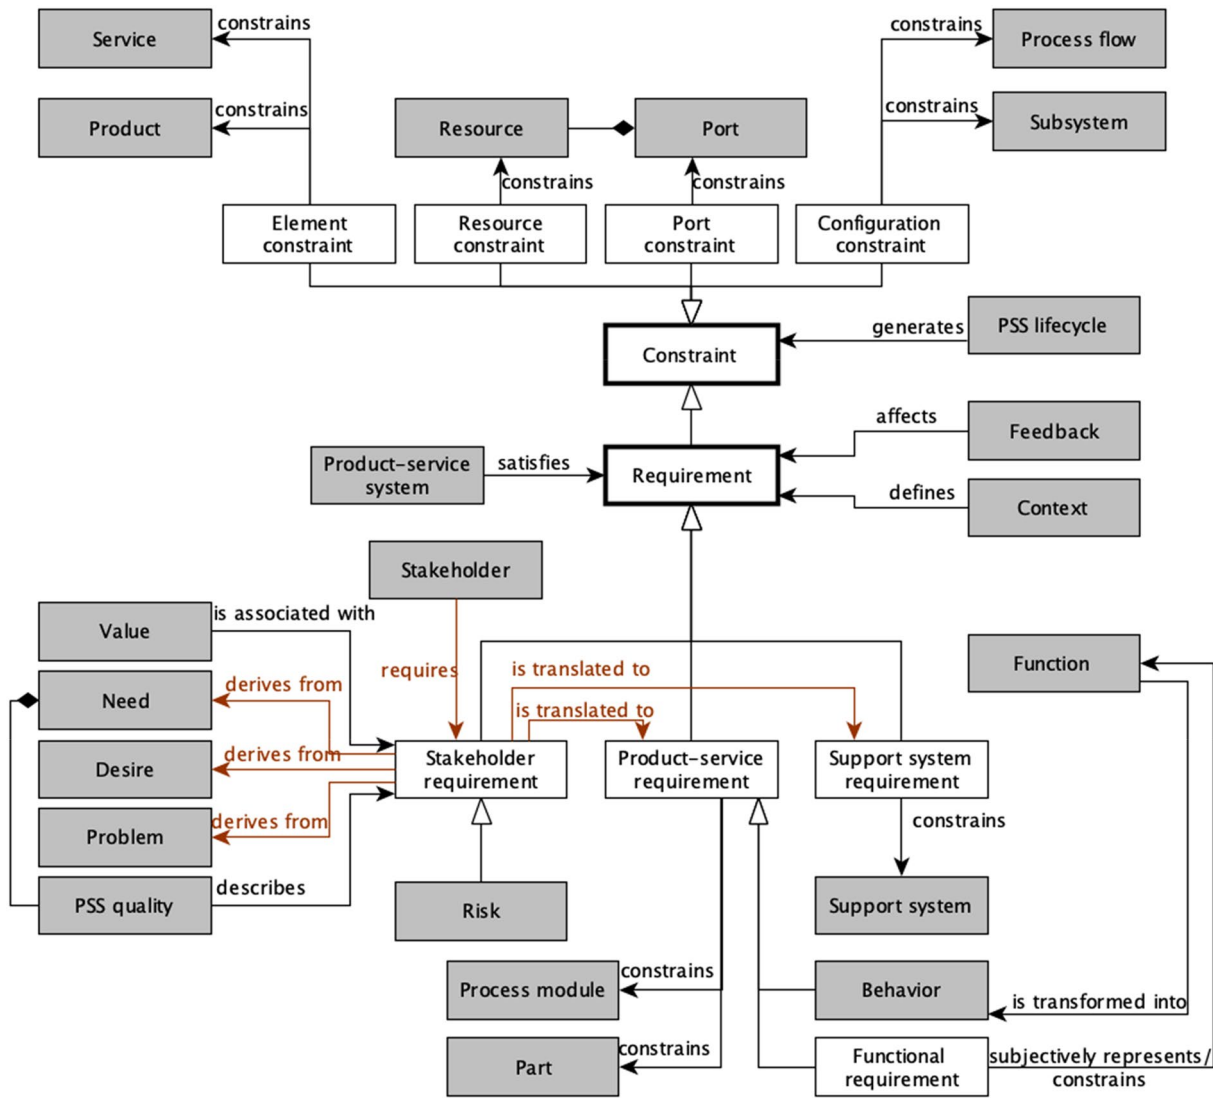 Service
constrains
constrains
Process flow
Product
constrains
Resource
Port
constrains
Subsystem
constrains
constrains
Element
constraint
Resource
constraint
Port
constraint
Configuration
constraint
Constraint
generates
PSS lifecycle
affects
Feedback
Product–service
system
satisfies
Requirement
defines
Context
Stakeholder
Value
is associated with
requires
is translated to
Function
Need
derives from
is translated to
Desire
derives from
Stakeholder
requirement
Product–service
requirement
Support system
requirement
Problem
derives from
constrains
PSS quality
describes
Risk
Support system
Process module
constrains
Behavior
is transformed into
Part
constrains
Functional
requirement
subjectively represents/
constrains